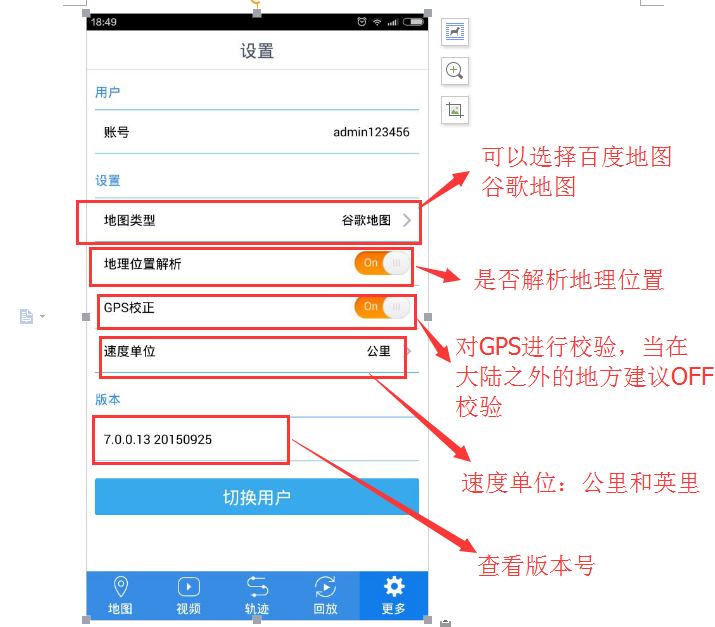 18:49
设置
用户
账号 admin123456
设置
地图类型 谷歌地图
可以选择百度地图
谷歌地图
地理位置解析 On
是否解析地理位置
GPS校正 On
对GPS进行校验，当在
大陆之外的地方建议OFF
校验
速度单位 公里
速度单位：公里和英里
版本
7.0.0.13 20150925
查看版本号
切换用户
地图 视频 轨迹 回放 更多